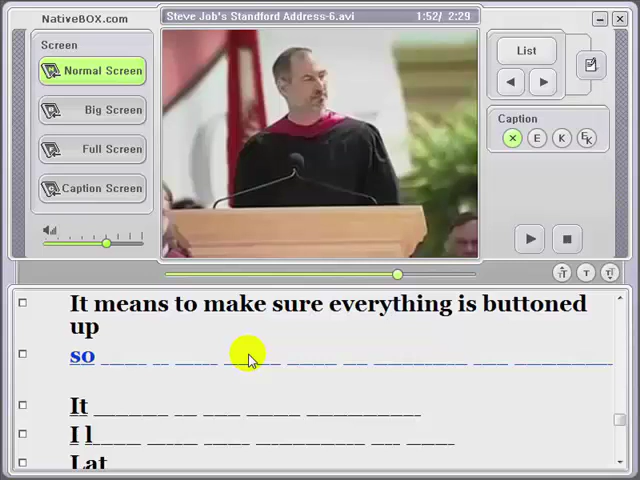 NativeBOX.com
Steve Job's Standford Address-6.avi 1:52/ 2:29
Screen
Normal Screen
Big Screen
Full Screen
Caption Screen
List
Caption
E K EK
T T T
It means to make sure everything is buttoned
up
so
It
I l
Lat